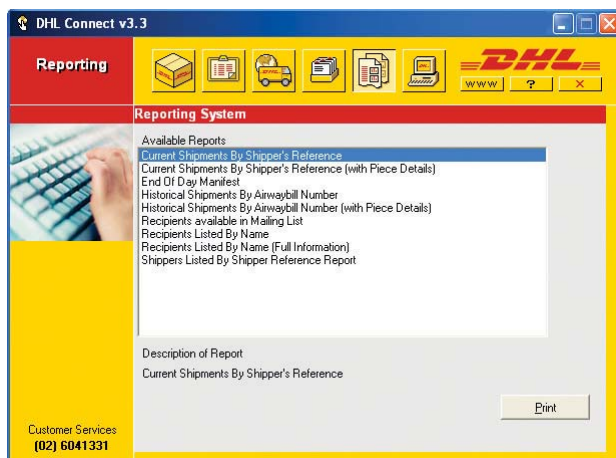 DHL Connect v3.3
Reporting
DHL
WWW ? X
Reporting System
Available Reports
Current Shipments By Shipper's Reference
Current Shipments By Shipper's Reference (with Piece Details)
End Of Day Manifest
Historical Shipments By Airwaybill Number
Historical Shipments By Airwaybill Number (with Piece Details)
Recipients available in Mailing List
Recipients Listed By Name
Recipients Listed By Name (Full Information)
Shippers Listed By Shipper Reference Report
Description of Report
Current Shipments By Shipper's Reference
Print
Customer Services
(02) 6041331